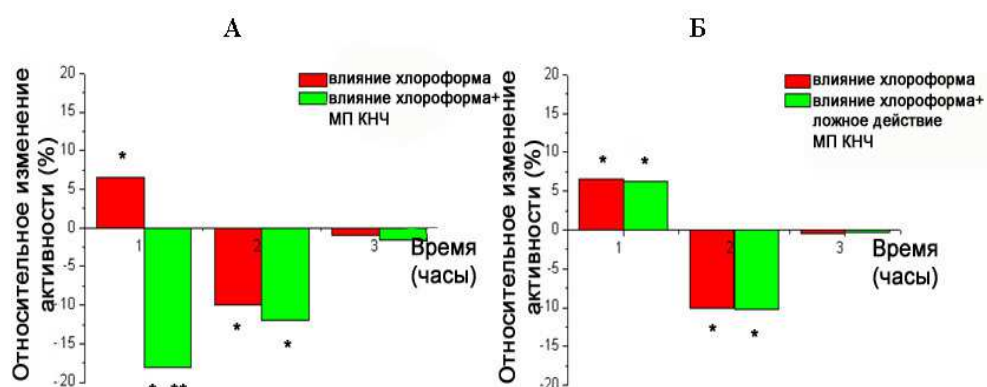 А
20
15
10
5
0
-5
-10
-15
-20
Относительное изменение
активности (%)
влияние хлороформа
влияние хлороформа+
МП КНЧ
*
1
2
3
*
*
* **
Время
(часы)
Б
20
15
10
5
0
-5
-10
-15
-20
Относительное изменение
активности (%)
влияние хлороформа
влияние хлороформа+
ложное действие
МП КНЧ
* *
1
2
3
* *
Время
(часы)